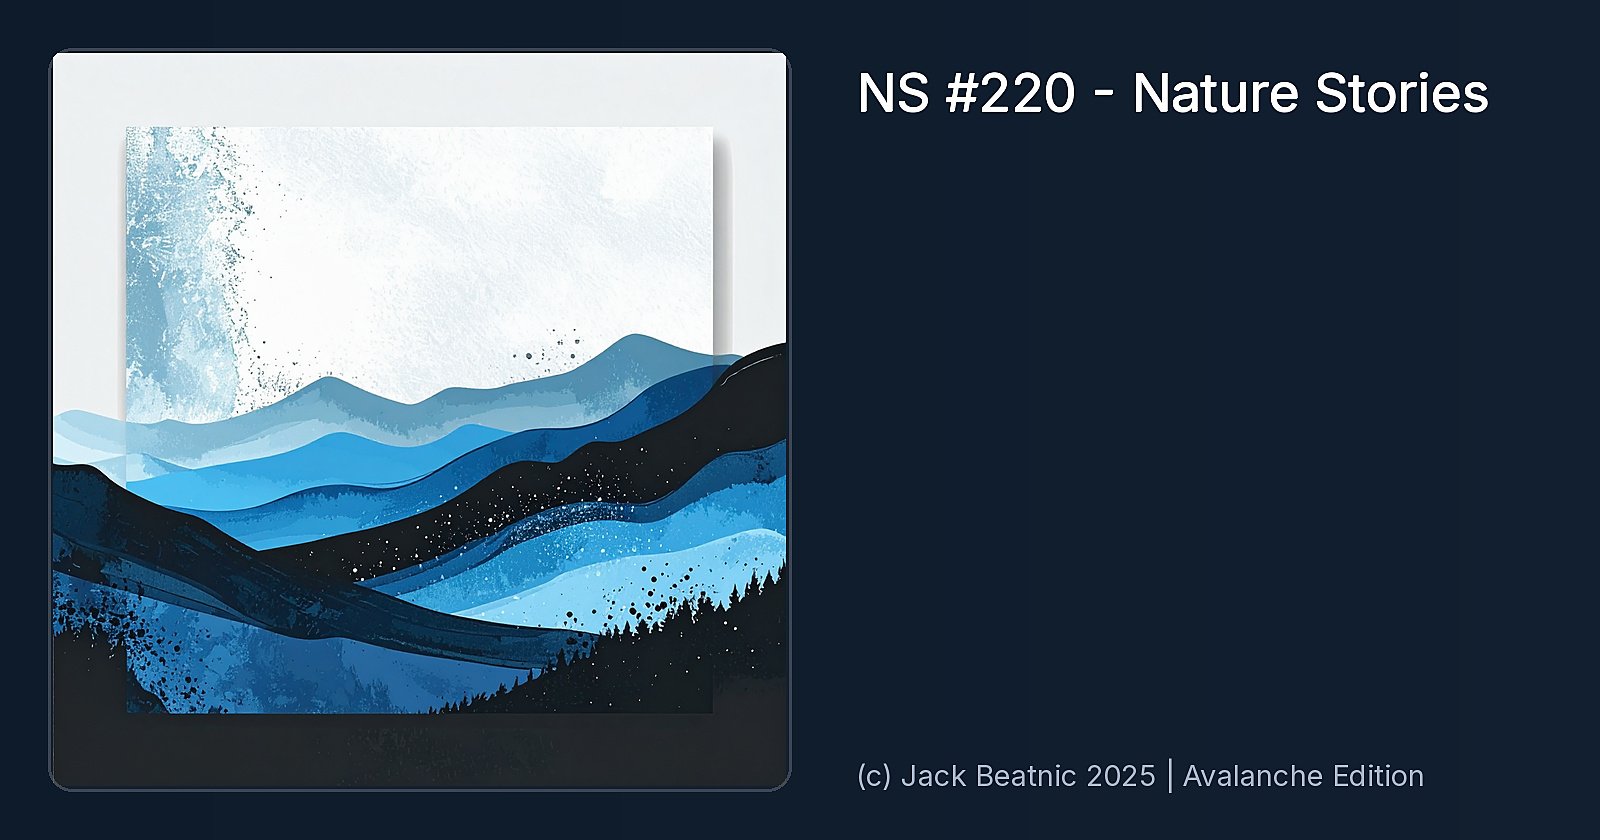 NS #220 - Nature Stories
(c) Jack Beatnic 2025 | Avalanche Edition